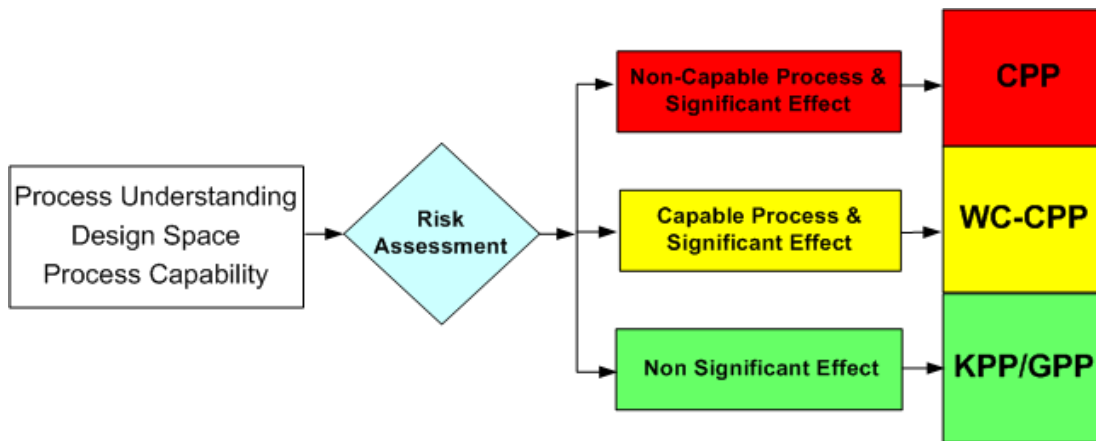 Process Understanding
Design Space
Process Capability
Risk
Assessment
Non-Capable Process &
Significant Effect
CPP
Capable Process &
Significant Effect
WC-CPP
Non Significant Effect
KPP/GPP